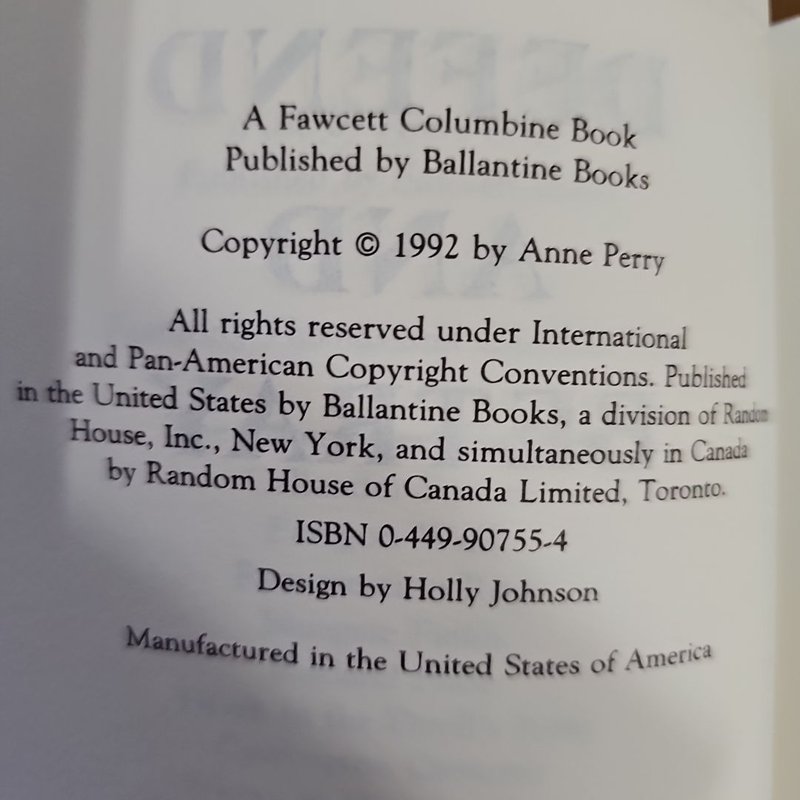 A Fawcett Columbine Book
Published by Ballantine Books
Copyright © 1992 by Anne Perry
All rights reserved under International
and Pan-American Copyright Conventions. Published
in the United States by Ballantine Books, a division of Random
House, Inc., New York, and simultaneously in Canada
by Random House of Canada Limited, Toronto.
ISBN 0-449-90755-4
Design by Holly Johnson
Manufactured in the United States of America